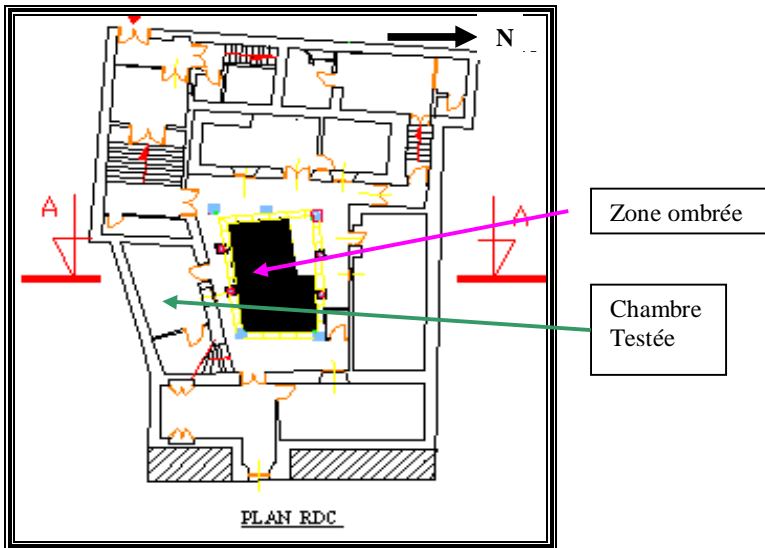 N
A
A
Zone ombrée
Chambre
Testée
PLAN RDC